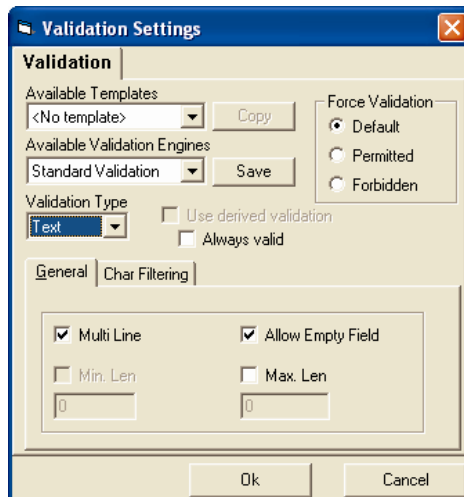 Validation Settings
Validation
Available Templates
<No template>
Copy
Available Validation Engines
Standard Validation
Save
Validation Type
Text
Use derived validation
Always valid
Force Validation
Default
Permitted
Forbidden
General
Char Filtering
Multi Line
Allow Empty Field
Min. Len
Max. Len
0
0
Ok
Cancel